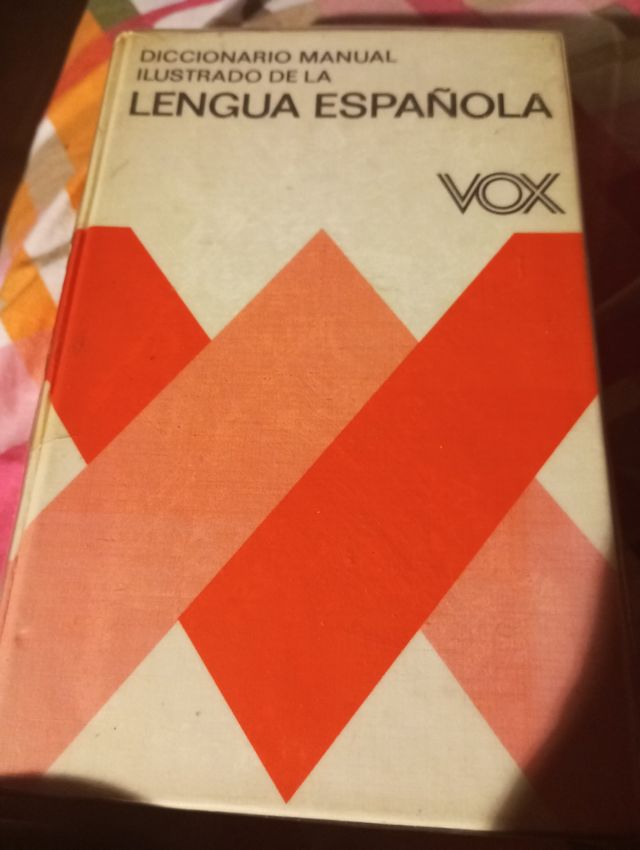 DICCIONARIO MANUAL
ILUSTRADO DE LA
LENGUA ESPAÑOLA
VOX